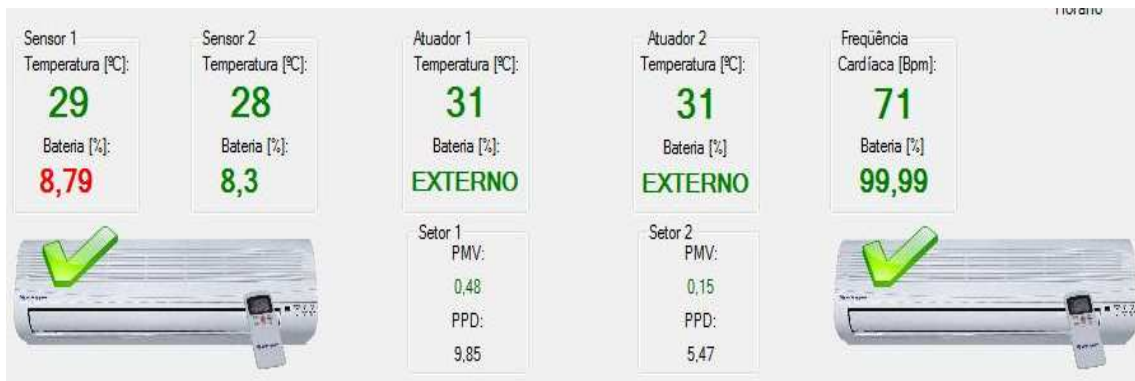 Horário
Sensor 1
Temperatura [ºC]:
29
Bateria [%]:
8,79
Sensor 2
Temperatura [ºC]:
28
Bateria [%]:
8,3
Atuador 1
Temperatura [ºC]:
31
Bateria [%]:
EXTERNO
Atuador 2
Temperatura [ºC]:
31
Bateria [%]
EXTERNO
Freqüência
Cardíaca [Bpm]:
71
Bateria [%]
99,99
Setor 1
PMV:
0,48
PPD:
9,85
Setor 2
PMV:
0,15
PPD:
5,47